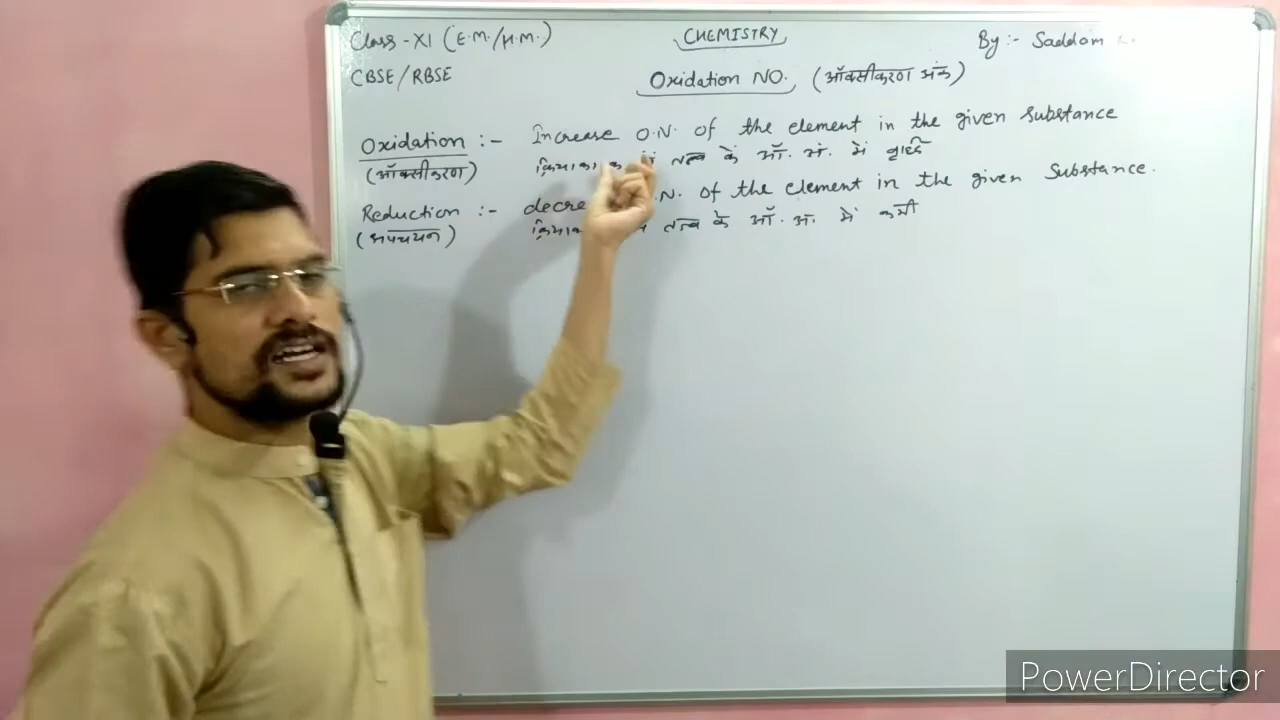 Class - XI (E.M./H.M.) CHEMISTRY By :- Saddam
CBSE/RBSE Oxidation NO. (ऑक्सीकरण अंक)
Oxidation :- Increase O.N. of the element in the given Substance
(ऑक्सीकरण) तत्व के ऑ. अं. में वृद्धि
Reduction :- .N. of the element in the given Substance.
(अपचयन) तत्व के ऑ. अं. में कमी
PowerDirector